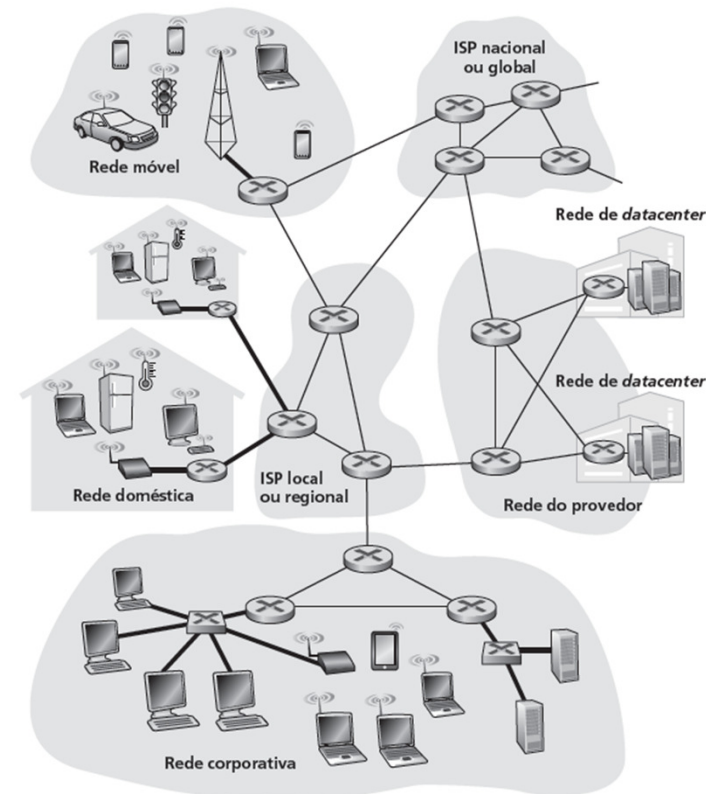 ISP nacional
ou global
Rede móvel
Rede de datacenter
Rede de datacenter
ISP local
ou regional
Rede doméstica
Rede do provedor
Rede corporativa